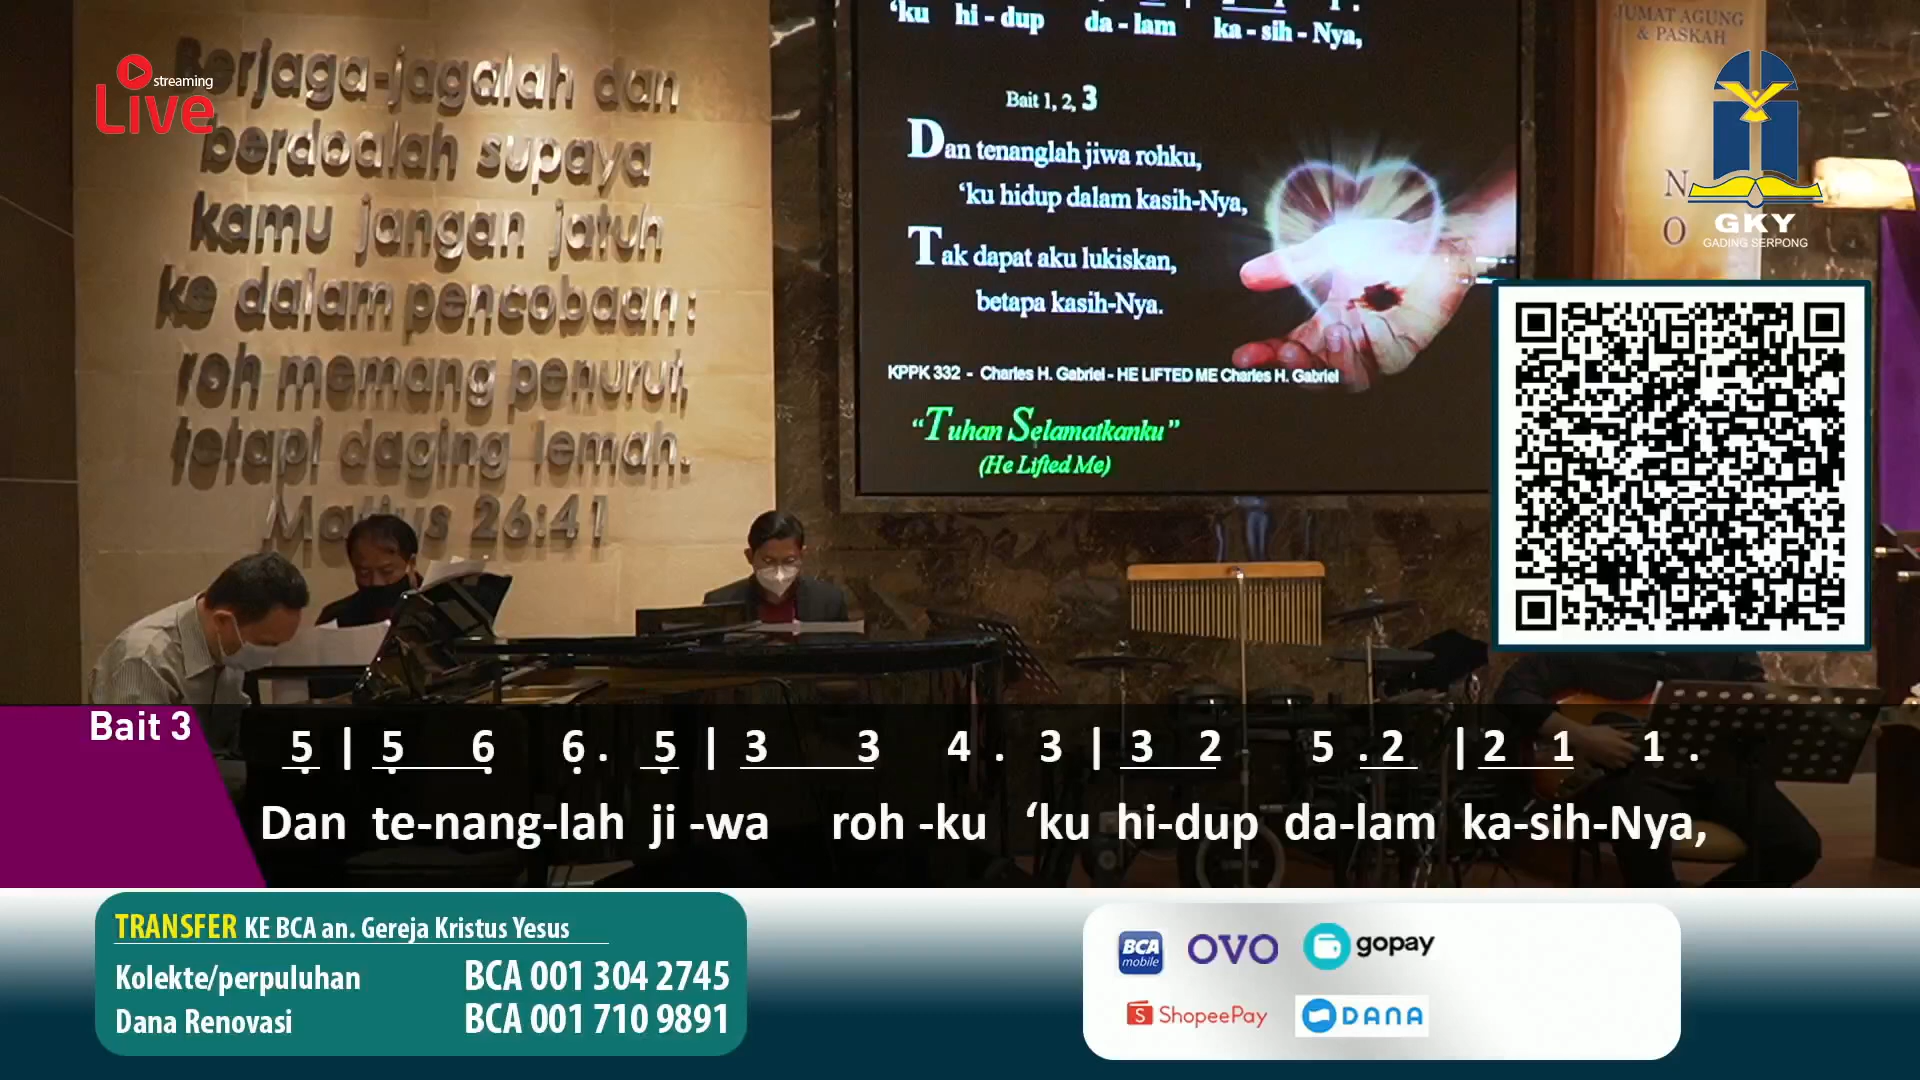 streaming
Live
Berjaga-jagalah dan
berdoalah supaya
kamu jangan jatuh
ke dalam pencobaan:
roh memang penurut,
tetapi daging lemah.
Matius 26:41
‘ku hi - dup da - lam ka - sih - Nya,
Bait 1, 2, 3
Dan tenanglah jiwa rohku,
‘ku hidup dalam kasih-Nya,
Tak dapat aku lukiskan,
betapa kasih-Nya.
KPPK 332 - Charles H. Gabriel - HE LIFTED ME Charles H. Gabriel
“Tuhan Selamatkanku”
(He Lifted Me)
JUMAT AGUNG
& PASKAH
N
O
GKY
GADING SERPONG
Bait 3
5 | 5 6 6 . 5 | 3 3 4 . 3 | 3 2 5 . 2 | 2 1 1 .
Dan te-nang-lah ji -wa roh -ku ‘ku hi-dup da-lam ka-sih-Nya,
TRANSFER KE BCA an. Gereja Kristus Yesus
Kolekte/perpuluhan BCA 001 304 2745
Dana Renovasi BCA 001 710 9891
BCA mobile OVO gopay
S ShopeePay DANA